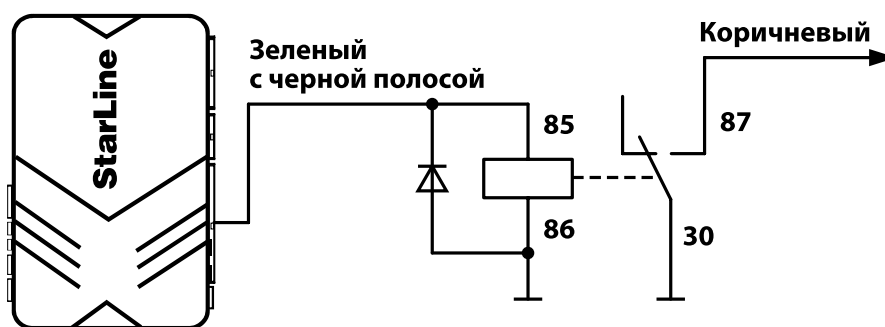 StarLine
Зеленый
с черной полосой
Коричневый
85
87
86
30